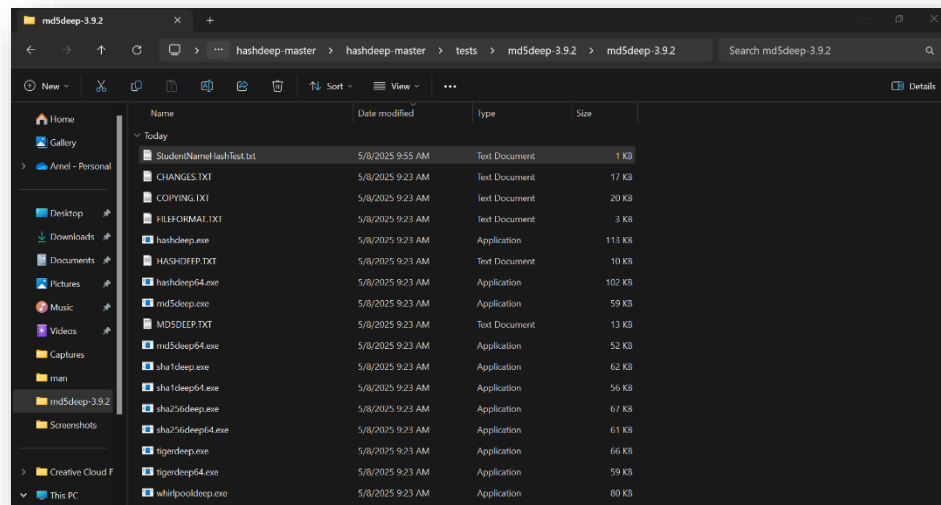 md5deep-3.9.2
hashdeep-master > hashdeep-master > tests > md5deep-3.9.2 > md5deep-3.9.2
Search md5deep-3.9.2
New
Sort
View
Details
Home
Gallery
Arnel - Personal
Desktop
Downloads
Documents
Pictures
Music
Videos
Captures
man
md5deep-3.9.2
Screenshots
Creative Cloud F
This PC
Name Date modified Type Size
Today
StudentNameHashTest.txt 5/8/2025 9:55 AM Text Document 1 KB
CHANGES.TXT 5/8/2025 9:23 AM Text Document 17 KB
COPYING.TXT 5/8/2025 9:23 AM Text Document 20 KB
FILEFORMAT.TXT 5/8/2025 9:23 AM Text Document 3 KB
hashdeep.exe 5/8/2025 9:23 AM Application 113 KB
HASHDEEP.TXT 5/8/2025 9:23 AM Text Document 10 KB
hashdeep64.exe 5/8/2025 9:23 AM Application 102 KB
md5deep.exe 5/8/2025 9:23 AM Application 59 KB
MD5DEEP.TXT 5/8/2025 9:23 AM Text Document 13 KB
md5deep64.exe 5/8/2025 9:23 AM Application 52 KB
sha1deep.exe 5/8/2025 9:23 AM Application 62 KB
sha1deep64.exe 5/8/2025 9:23 AM Application 56 KB
sha256deep.exe 5/8/2025 9:23 AM Application 67 KB
sha256deep64.exe 5/8/2025 9:23 AM Application 61 KB
tigerdeep.exe 5/8/2025 9:23 AM Application 66 KB
tigerdeep64.exe 5/8/2025 9:23 AM Application 59 KB
whirlpooldeep.exe 5/8/2025 9:23 AM Application 80 KB